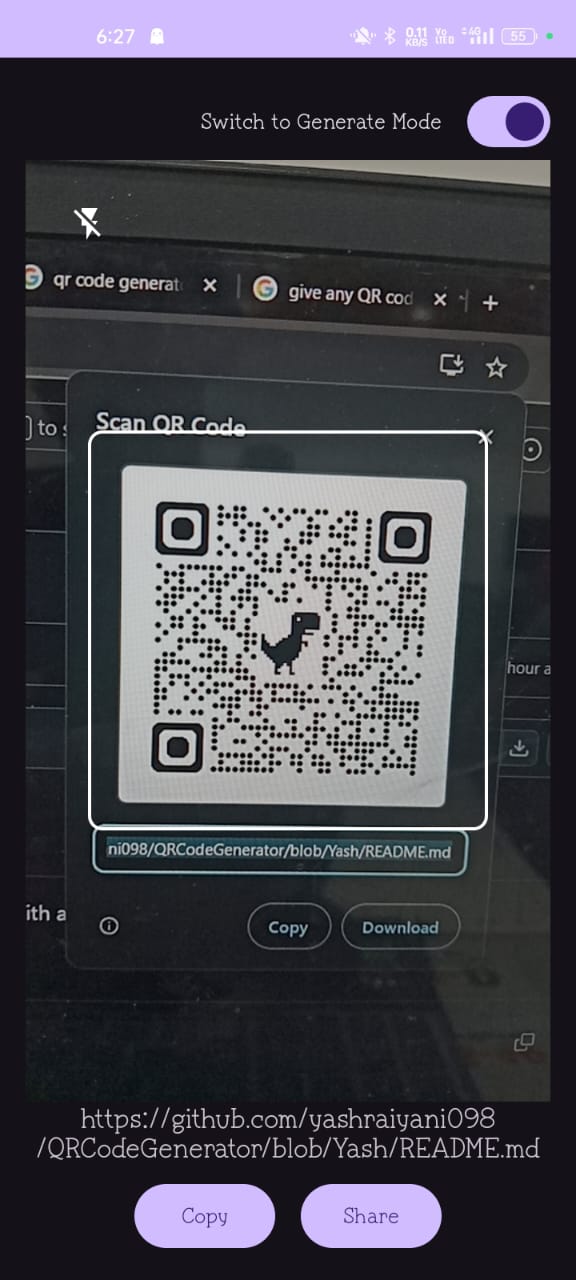 6:27
0.11
KB/S
Vo
LTE
4G
55
Switch to Generate Mode
qr code generat
give any QR cod
to
Scan QR Code
hour a
ni098/QRCodeGenerator/blob/Yash/README.md
ith a
Copy
Download
https://github.com/yashraiyani098
/QRCodeGenerator/blob/Yash/README.md
Copy
Share